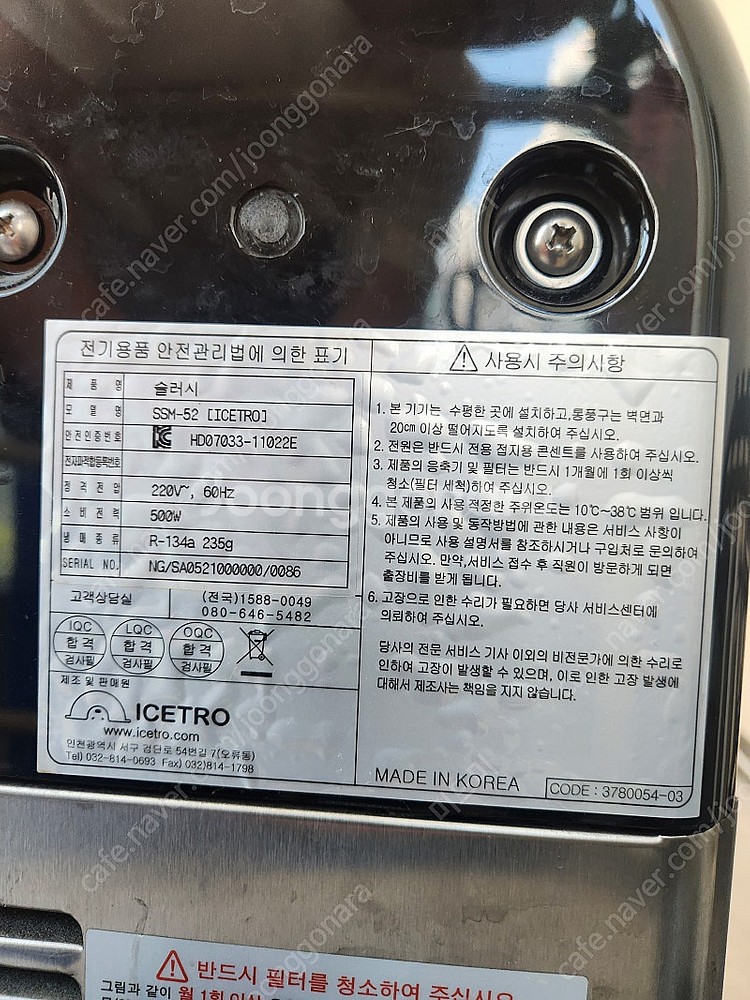 전기용품 안전관리법에 의한 표기
제 품 명 슬러시
모 델 명 SSM-52 [ICETRO]
안전인증번호 HD07033-11022E
전자파적합등록번호
정 격 전 압 220V~, 60Hz
소 비 전 력 500W
냉 매 종 류 R-134a 235g
SERIAL NO. NG/SA0521000000/0086
고객상담실 (전국)1588-0049
080-646-5482
IQC 합격 검사필
LQC 합격 검사필
OQC 합격 검사필
제조 및 판매원
ICETRO
www.icetro.com
인천광역시 서구 검단로 54번길 7(오류동)
Tel) 032-814-0693 Fax) 032)814-1798
사용시 주의사항
1. 본 기기는 수평한 곳에 설치하고,통풍구는 벽면과
20cm 이상 떨어지도록 설치하여 주십시오.
2. 전원은 반드시 전용 접지용 콘센트를 사용하여 주십시오.
3. 제품의 응축기 및 필터는 반드시 1개월에 1회 이상씩
청소(필터 세척)하여 주십시오.
4. 본 제품의 사용 적정한 주위온도는 10℃~38℃ 범위 입니다.
5. 제품의 사용 및 동작방법에 관한 내용은 서비스 사항이
아니므로 사용 설명서를 참조하시거나 구입처로 문의하여
주십시오. 만약,서비스 접수 후 직원이 방문하게 되면
출장비를 받게 됩니다.
6. 고장으로 인한 수리가 필요하면 당사 서비스센터에
의뢰하여 주십시오.
당사의 전문 서비스 기사 이외의 비전문가에 의한 수리로
인하여 고장이 발생할 수 있으며, 이로 인한 고장 발생에
대해서 제조사는 책임을 지지 않습니다.
MADE IN KOREA
CODE : 3780054-03
반드시 필터를 청소하여 주십시오
그림과 같이 월 1회 이상
cafe.naver.com/joonggonara